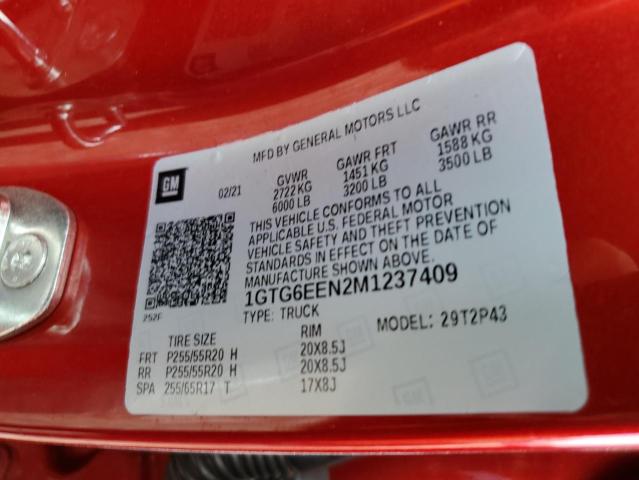 MFD BY GENERAL MOTORS LLC
GM
02/21
GVWR GAWR FRT GAWR RR
2722 KG 1451 KG 1588 KG
6000 LB 3200 LB 3500 LB
THIS VEHICLE CONFORMS TO ALL
APPLICABLE U.S. FEDERAL MOTOR
VEHICLE SAFETY AND THEFT PREVENTION
STANDARDS IN EFFECT ON THE DATE OF
MANUFACTURE SHOWN ABOVE.
1GTG6EEN2M1237409
252F
TYPE: TRUCK MODEL: 29T2P43
TIRE SIZE RIM
FRT P255/55R20 H 20X8.5J
RR P255/55R20 H 20X8.5J
SPA 255/65R17 T 17X8J